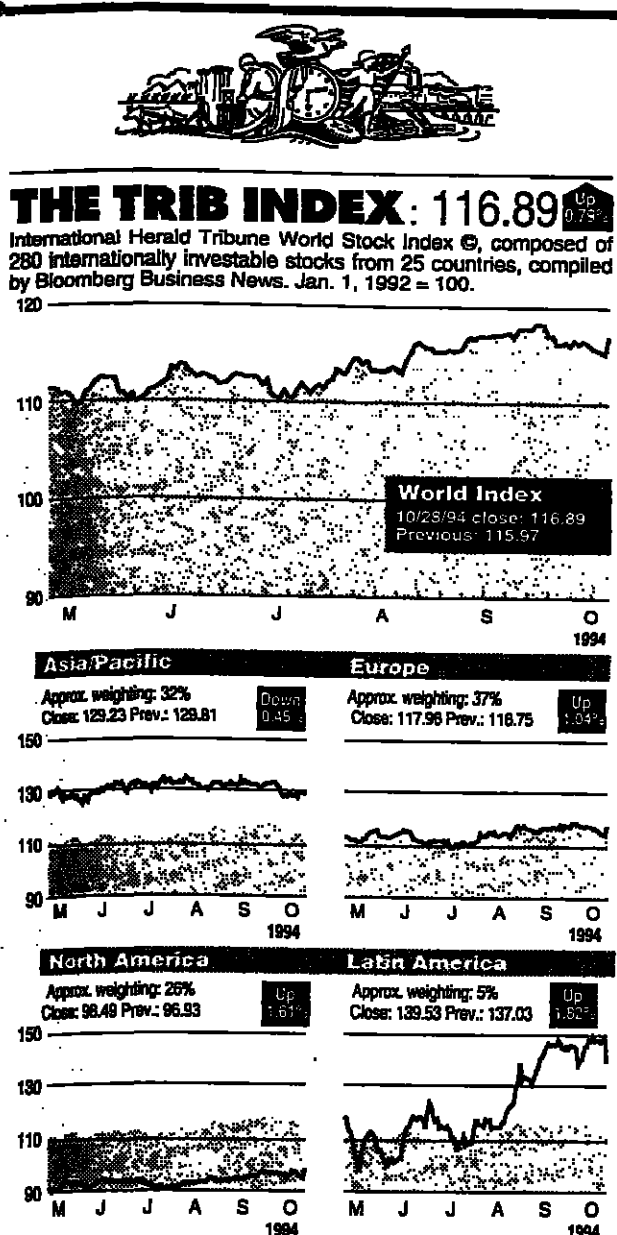 THE TRIB INDEX: 116.89 Up 0.79%
International Herald Tribune World Stock Index ©, composed of
280 internationally investable stocks from 25 countries, compiled
by Bloomberg Business News. Jan. 1, 1992 = 100.
120
110
100
90
World Index
10/28/94 close: 116.89
Previous: 115.97
M J J A S O
1994
Asia/Pacific
Approx. weighting: 32%
Close: 129.23 Prev.: 129.81
Down
0.45%
150
130
110
90
M J J A S O
1994
Europe
Approx. weighting: 37%
Close: 117.96 Prev.: 116.75
Up
1.04%
M J J A S O
1994
North America
Approx. weighting: 26%
Close: 98.49 Prev.: 96.93
Up
1.61%
150
130
110
90
M J J A S O
1994
Latin America
Approx. weighting: 5%
Close: 139.53 Prev.: 137.03
Up
1.82%
M J J A S O
1994